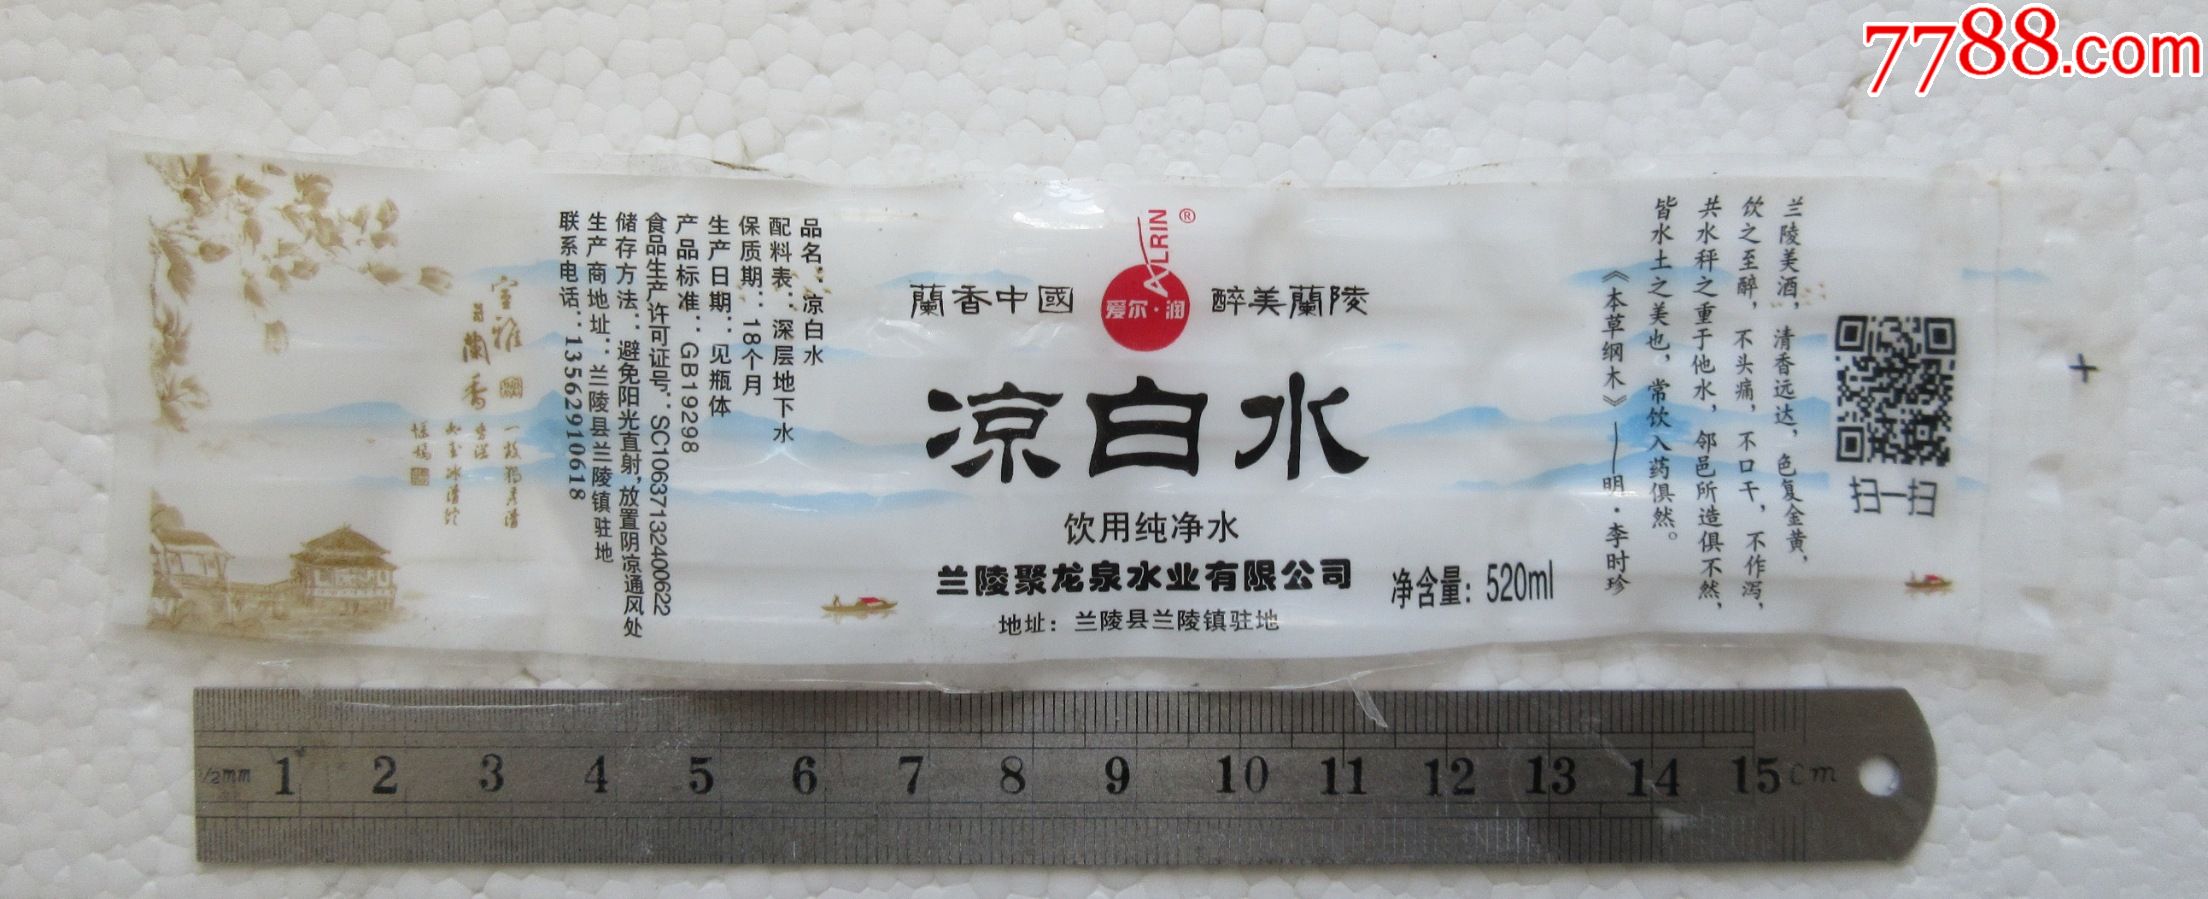 7788.com
品名：凉白水
配料表：深层地下水
保质期：18个月
生产日期：见瓶体
产品标准：GB19298
食品生产许可证号：SC10637132400622
储存方法：避免阳光直射，放置阴凉通风处
生产商地址：兰陵县兰陵镇驻地
联系电话：13562910618
ALRIN®
蘭香中國
爱尔·润
醉美蘭陵
凉白水
饮用纯净水
兰陵聚龙泉水业有限公司
地址：兰陵县兰陵镇驻地
净含量：520ml
兰陵美酒，清香远达，色复金黄，
饮之至醉，不头痛，不口干，不作泻，
共水秤之重于他水，邻邑所造俱不然，
皆水土之美也，常饮入药俱然。
《本草纲木》——明·李时珍
扫一扫
蘭香
1 2 3 4 5 6 7 8 9 10 11 12 13 14 15 cm
1/2mm